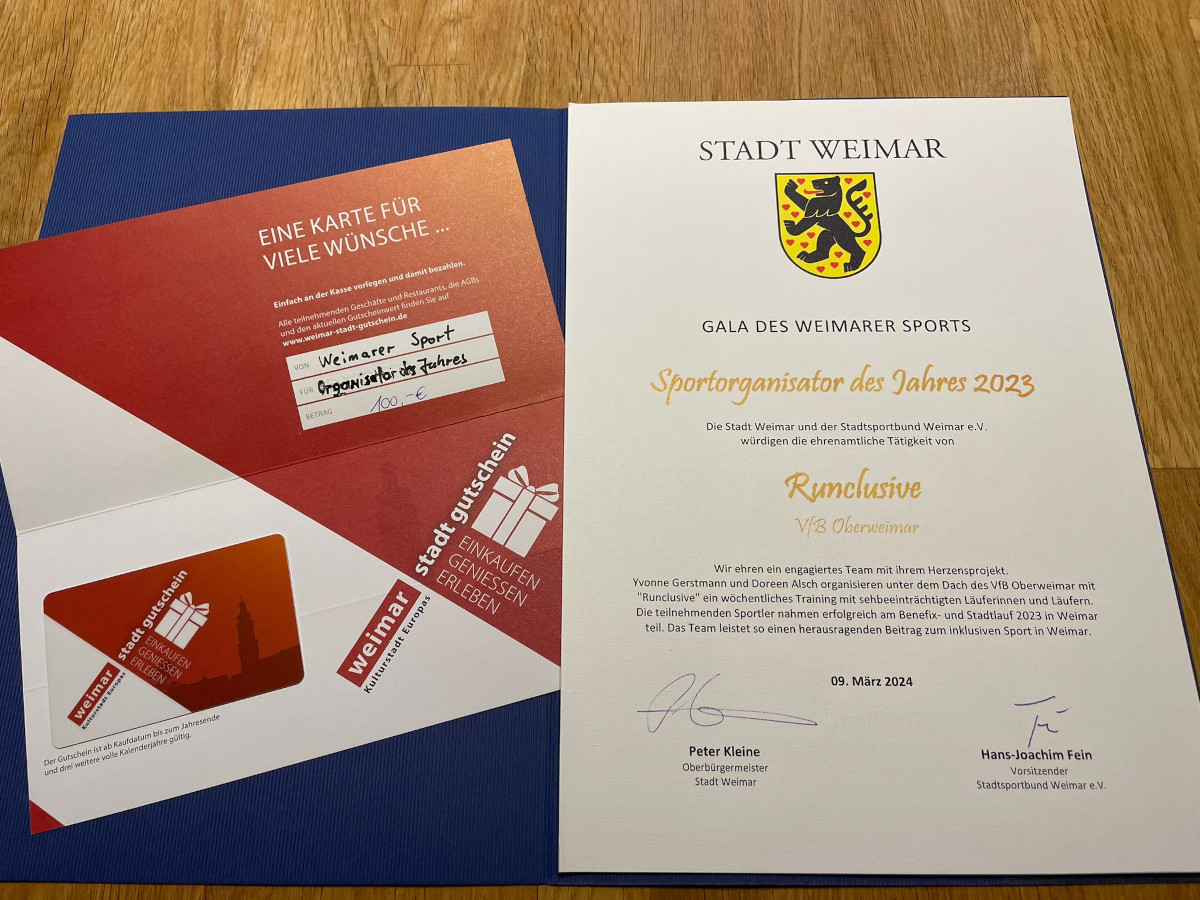 EINE KARTE FÜR
VIELE WÜNSCHE ...
Einfach an der Kasse vorlegen und damit bezahlen.
Alle teilnehmenden Geschäfte und Restaurants, die AGBs
und den aktuellen Gutscheinwert finden Sie auf
www.weimar-stadt-gutschein.de
VON Weimarer Sport
FÜR Organisator des Jahres
BETRAG 100,-€
weimar
Kulturstadt Europas
stadt gutschein
EINKAUFEN
GENIESSEN
ERLEBEN
weimar
Kulturstadt Europas
stadt gutschein
EINKAUFEN
GENIESSEN
ERLEBEN
Der Gutschein ist ab Kaufdatum bis zum Jahresende
und drei weitere volle Kalenderjahre gültig.
STADT WEIMAR
GALA DES WEIMARER SPORTS
Sportorganisator des Jahres 2023
Die Stadt Weimar und der Stadtsportbund Weimar e.V.
würdigen die ehrenamtliche Tätigkeit von
Runclusive
VfB Oberweimar
Wir ehren ein engagiertes Team mit ihrem Herzensprojekt.
Yvonne Gerstmann und Doreen Alsch organisieren unter dem Dach des VfB Oberweimar mit
"Runclusive" ein wöchentliches Training mit sehbeeinträchtigten Läuferinnen und Läufern.
Die teilnehmenden Sportler nahmen erfolgreich am Benefix- und Stadtlauf 2023 in Weimar
teil. Das Team leistet so einen herausragenden Beitrag zum inklusiven Sport in Weimar.
09. März 2024
Peter Kleine
Oberbürgermeister
Stadt Weimar
Hans-Joachim Fein
Vorsitzender
Stadtsportbund Weimar e.V.